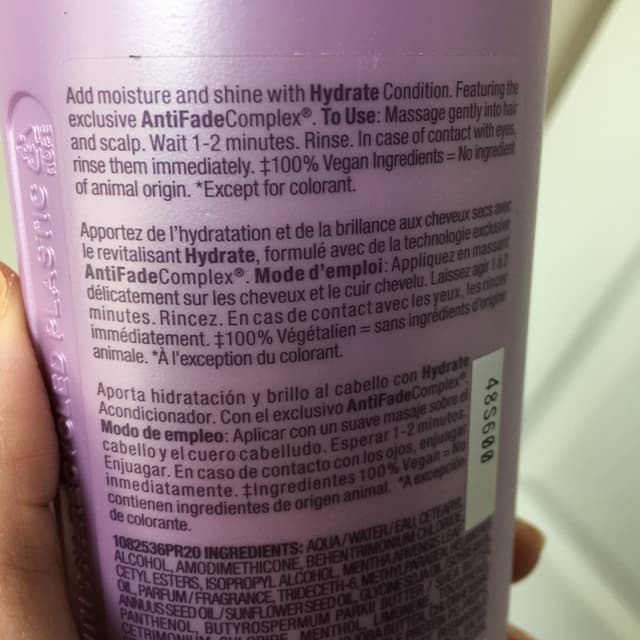 Add moisture and shine with Hydrate Condition. Featuring the
exclusive AntiFadeComplex®. To Use: Massage gently into hair
and scalp. Wait 1-2 minutes. Rinse. In case of contact with eyes,
rinse them immediately. ‡100% Vegan Ingredients = No ingredient
of animal origin. *Except for colorant.
Apportez de l'hydratation et de la brillance aux cheveux secs avec
le revitalisant Hydrate, formulé avec de la technologie exclusive
AntiFadeComplex®. Mode d'emploi: Appliquez en massant
délicatement sur les cheveux et le cuir chevelu. Laissez agir 1 à 2
minutes. Rincez. En cas de contact avec les yeux, les rincer
immédiatement. ‡100% Végétalien = sans ingrédients d'origine
animale. *À l'exception du colorant.
Aporta hidratación y brillo al cabello con Hydrate
Acondicionador. Con el exclusivo AntiFadeComplex®.
Modo de empleo: Aplicar con un suave masaje sobre el
cabello y el cuero cabelludo. Esperar 1-2 minutos.
Enjuagar. En caso de contacto con los ojos, enjuagar
inmediatamente. ‡Ingredientes 100% Vegan = No
contienen ingredientes de origen animal. *A excepción
de colorante.
48S600
1082536PR20 INGREDIENTS: AQUA/WATER/EAU, CETEARYL
ALCOHOL, AMODIMETHICONE, BEHENTRIMONIUM
CETYL ESTERS, ISOPROPYL ALCOHOL, MENTHA ARVENSIS
OIL, PARFUM/FRAGRANCE, TRIDECETH-6,
ANNUUS SEED OIL/SUNFLOWER SEED OIL,
PANTHENOL, BUTYROSPERMUM PARKII
MENTHOL,
PLASTIC